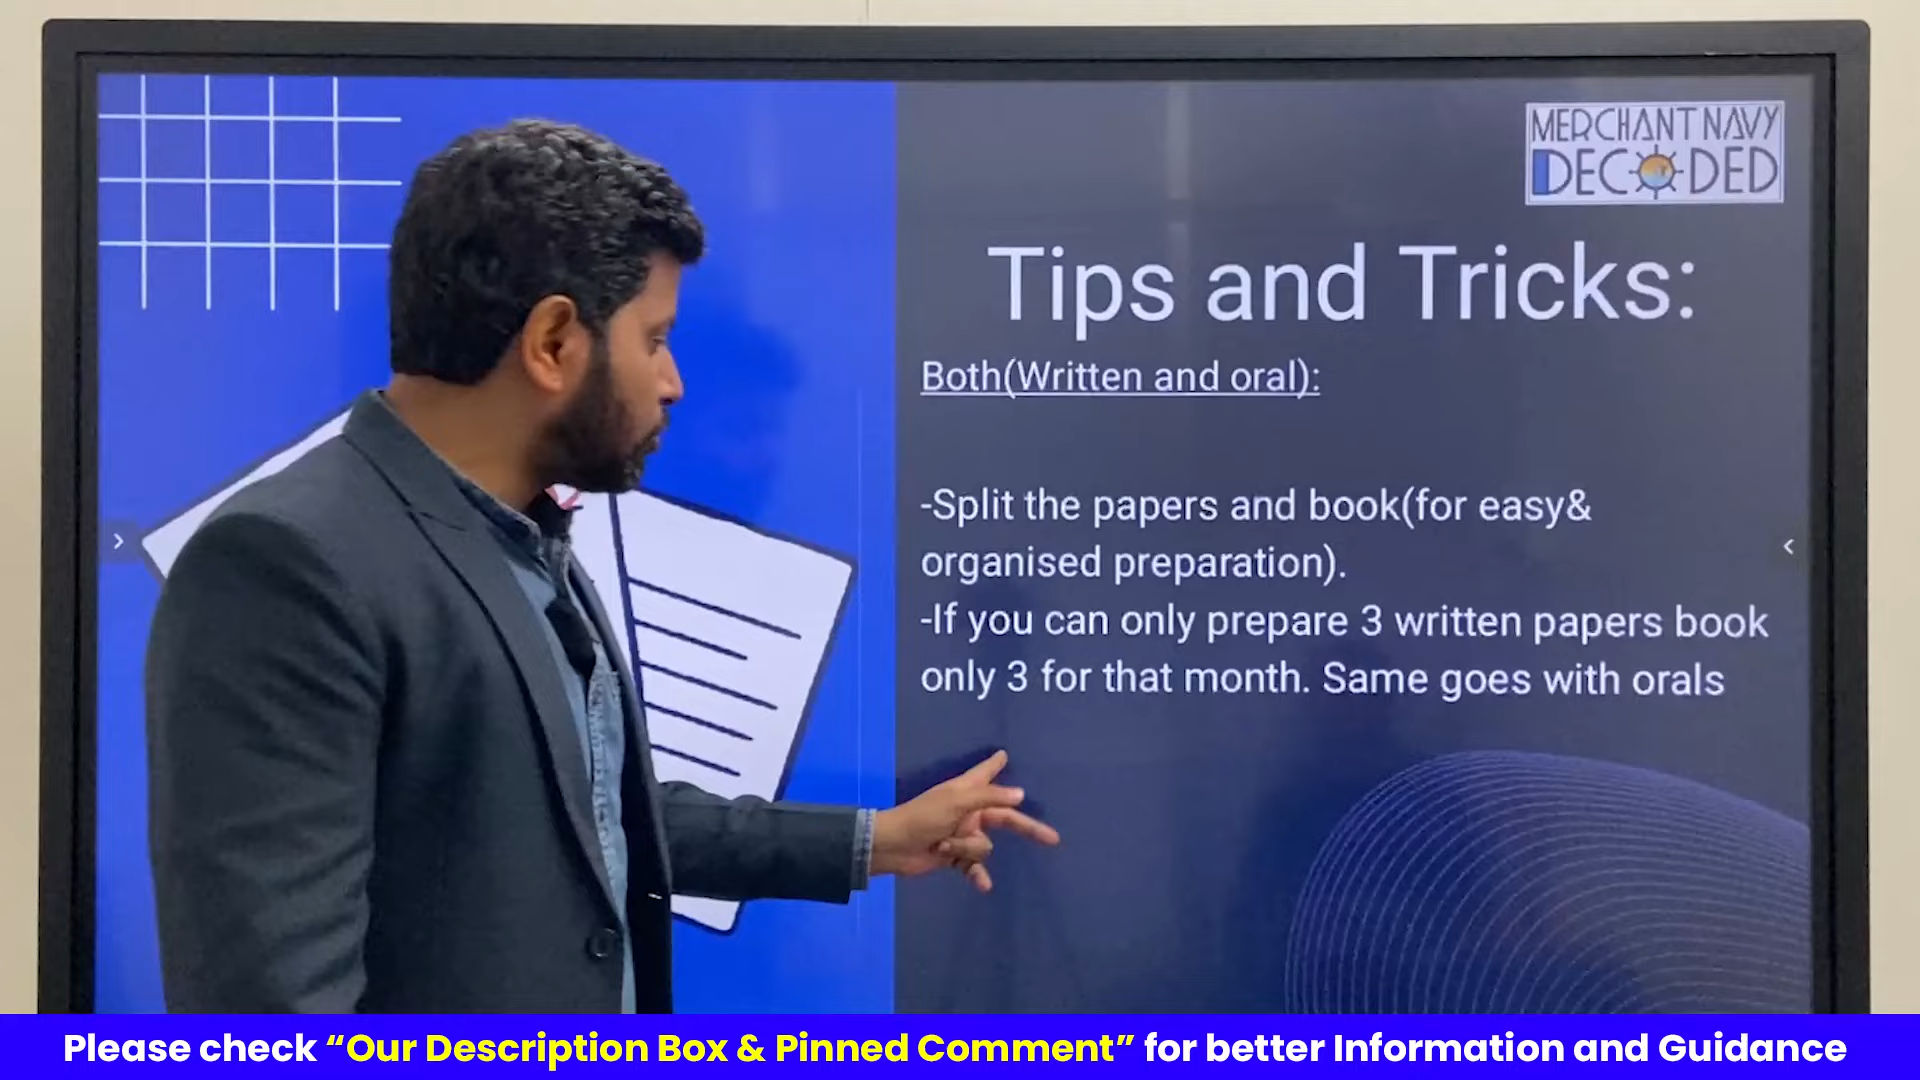 MERCHANT NAVY
DECODED
Tips and Tricks:
Both(Written and oral):
-Split the papers and book(for easy&
organised preparation).
-If you can only prepare 3 written papers book
only 3 for that month. Same goes with orals
Please check “Our Description Box & Pinned Comment” for better Information and Guidance